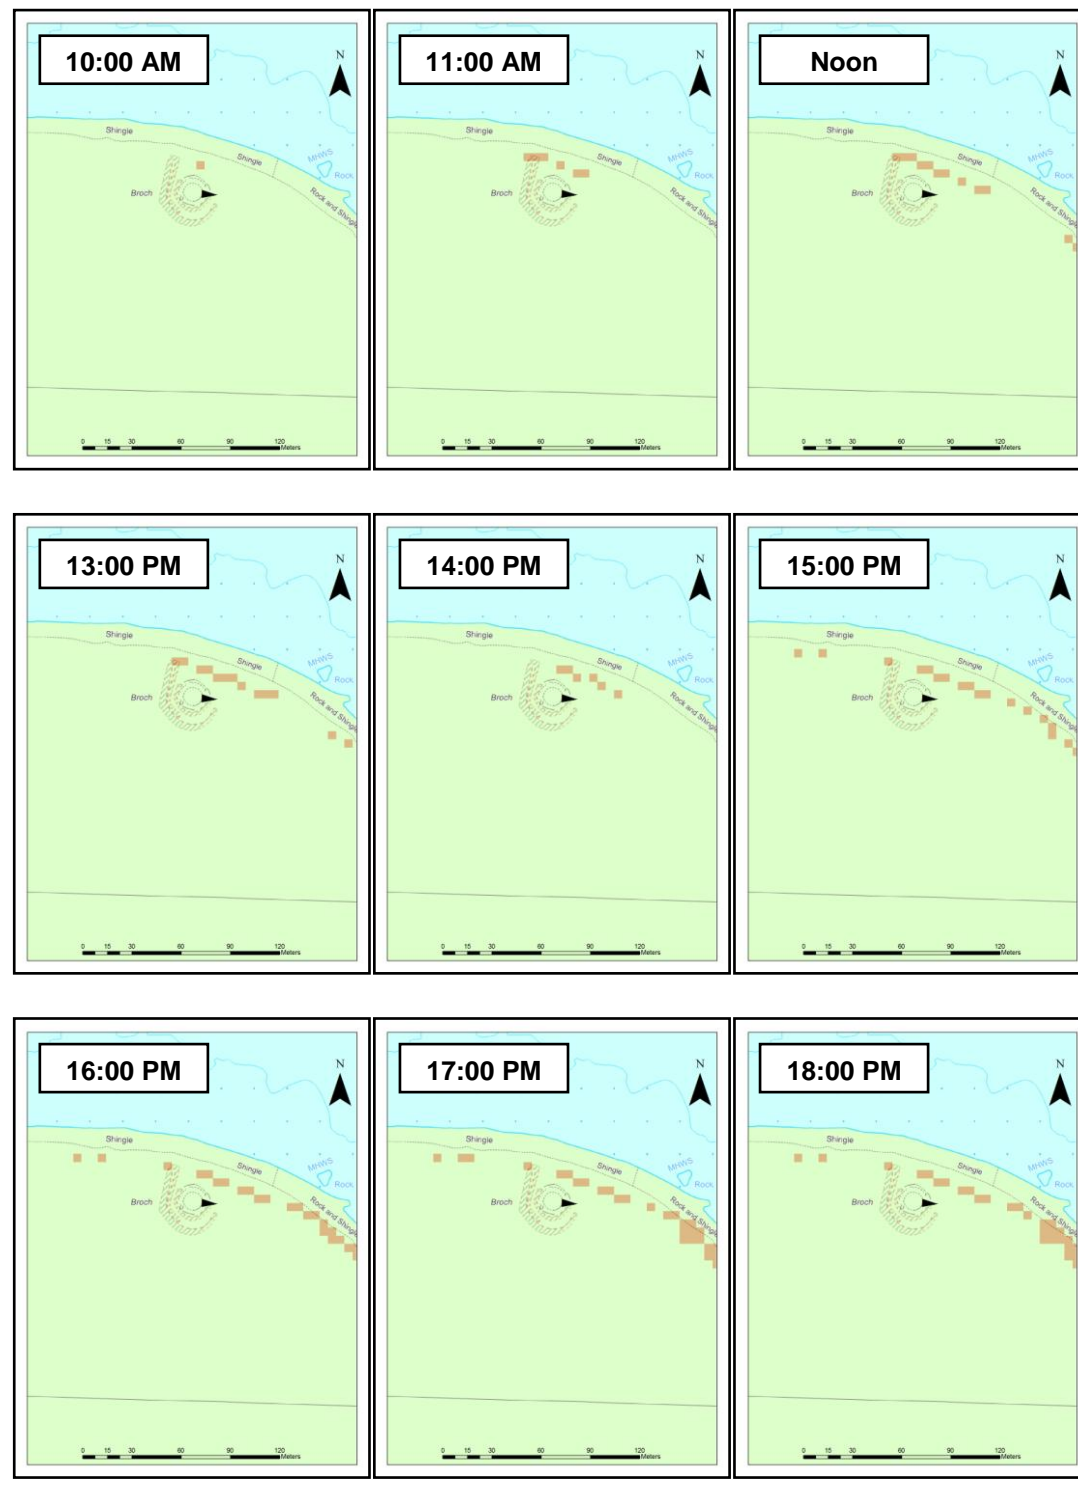 10:00 AM
N
Shingle
Shingle
MHWS
Rock
Broch
Rock and Shingle
0 15 30 60 90 120
Meters
11:00 AM
N
Shingle
Shingle
MHWS
Rock
Broch
Rock and Shingle
0 15 30 60 90 120
Meters
Noon
N
Shingle
Shingle
MHWS
Rock
Broch
Rock and Shingle
0 15 30 60 90 120
Meters
13:00 PM
N
Shingle
Shingle
MHWS
Rock
Broch
Rock and Shingle
0 15 30 60 90 120
Meters
14:00 PM
N
Shingle
Shingle
MHWS
Rock
Broch
Rock and Shingle
0 15 30 60 90 120
Meters
15:00 PM
N
Shingle
Shingle
MHWS
Rock
Broch
Rock and Shingle
0 15 30 60 90 120
Meters
16:00 PM
N
Shingle
Shingle
MHWS
Rock
Broch
Rock and Shingle
0 15 30 60 90 120
Meters
17:00 PM
N
Shingle
Shingle
MHWS
Rock
Broch
Rock and Shingle
0 15 30 60 90 120
Meters
18:00 PM
N
Shingle
Shingle
MHWS
Rock
Broch
Rock and Shingle
0 15 30 60 90 120
Meters